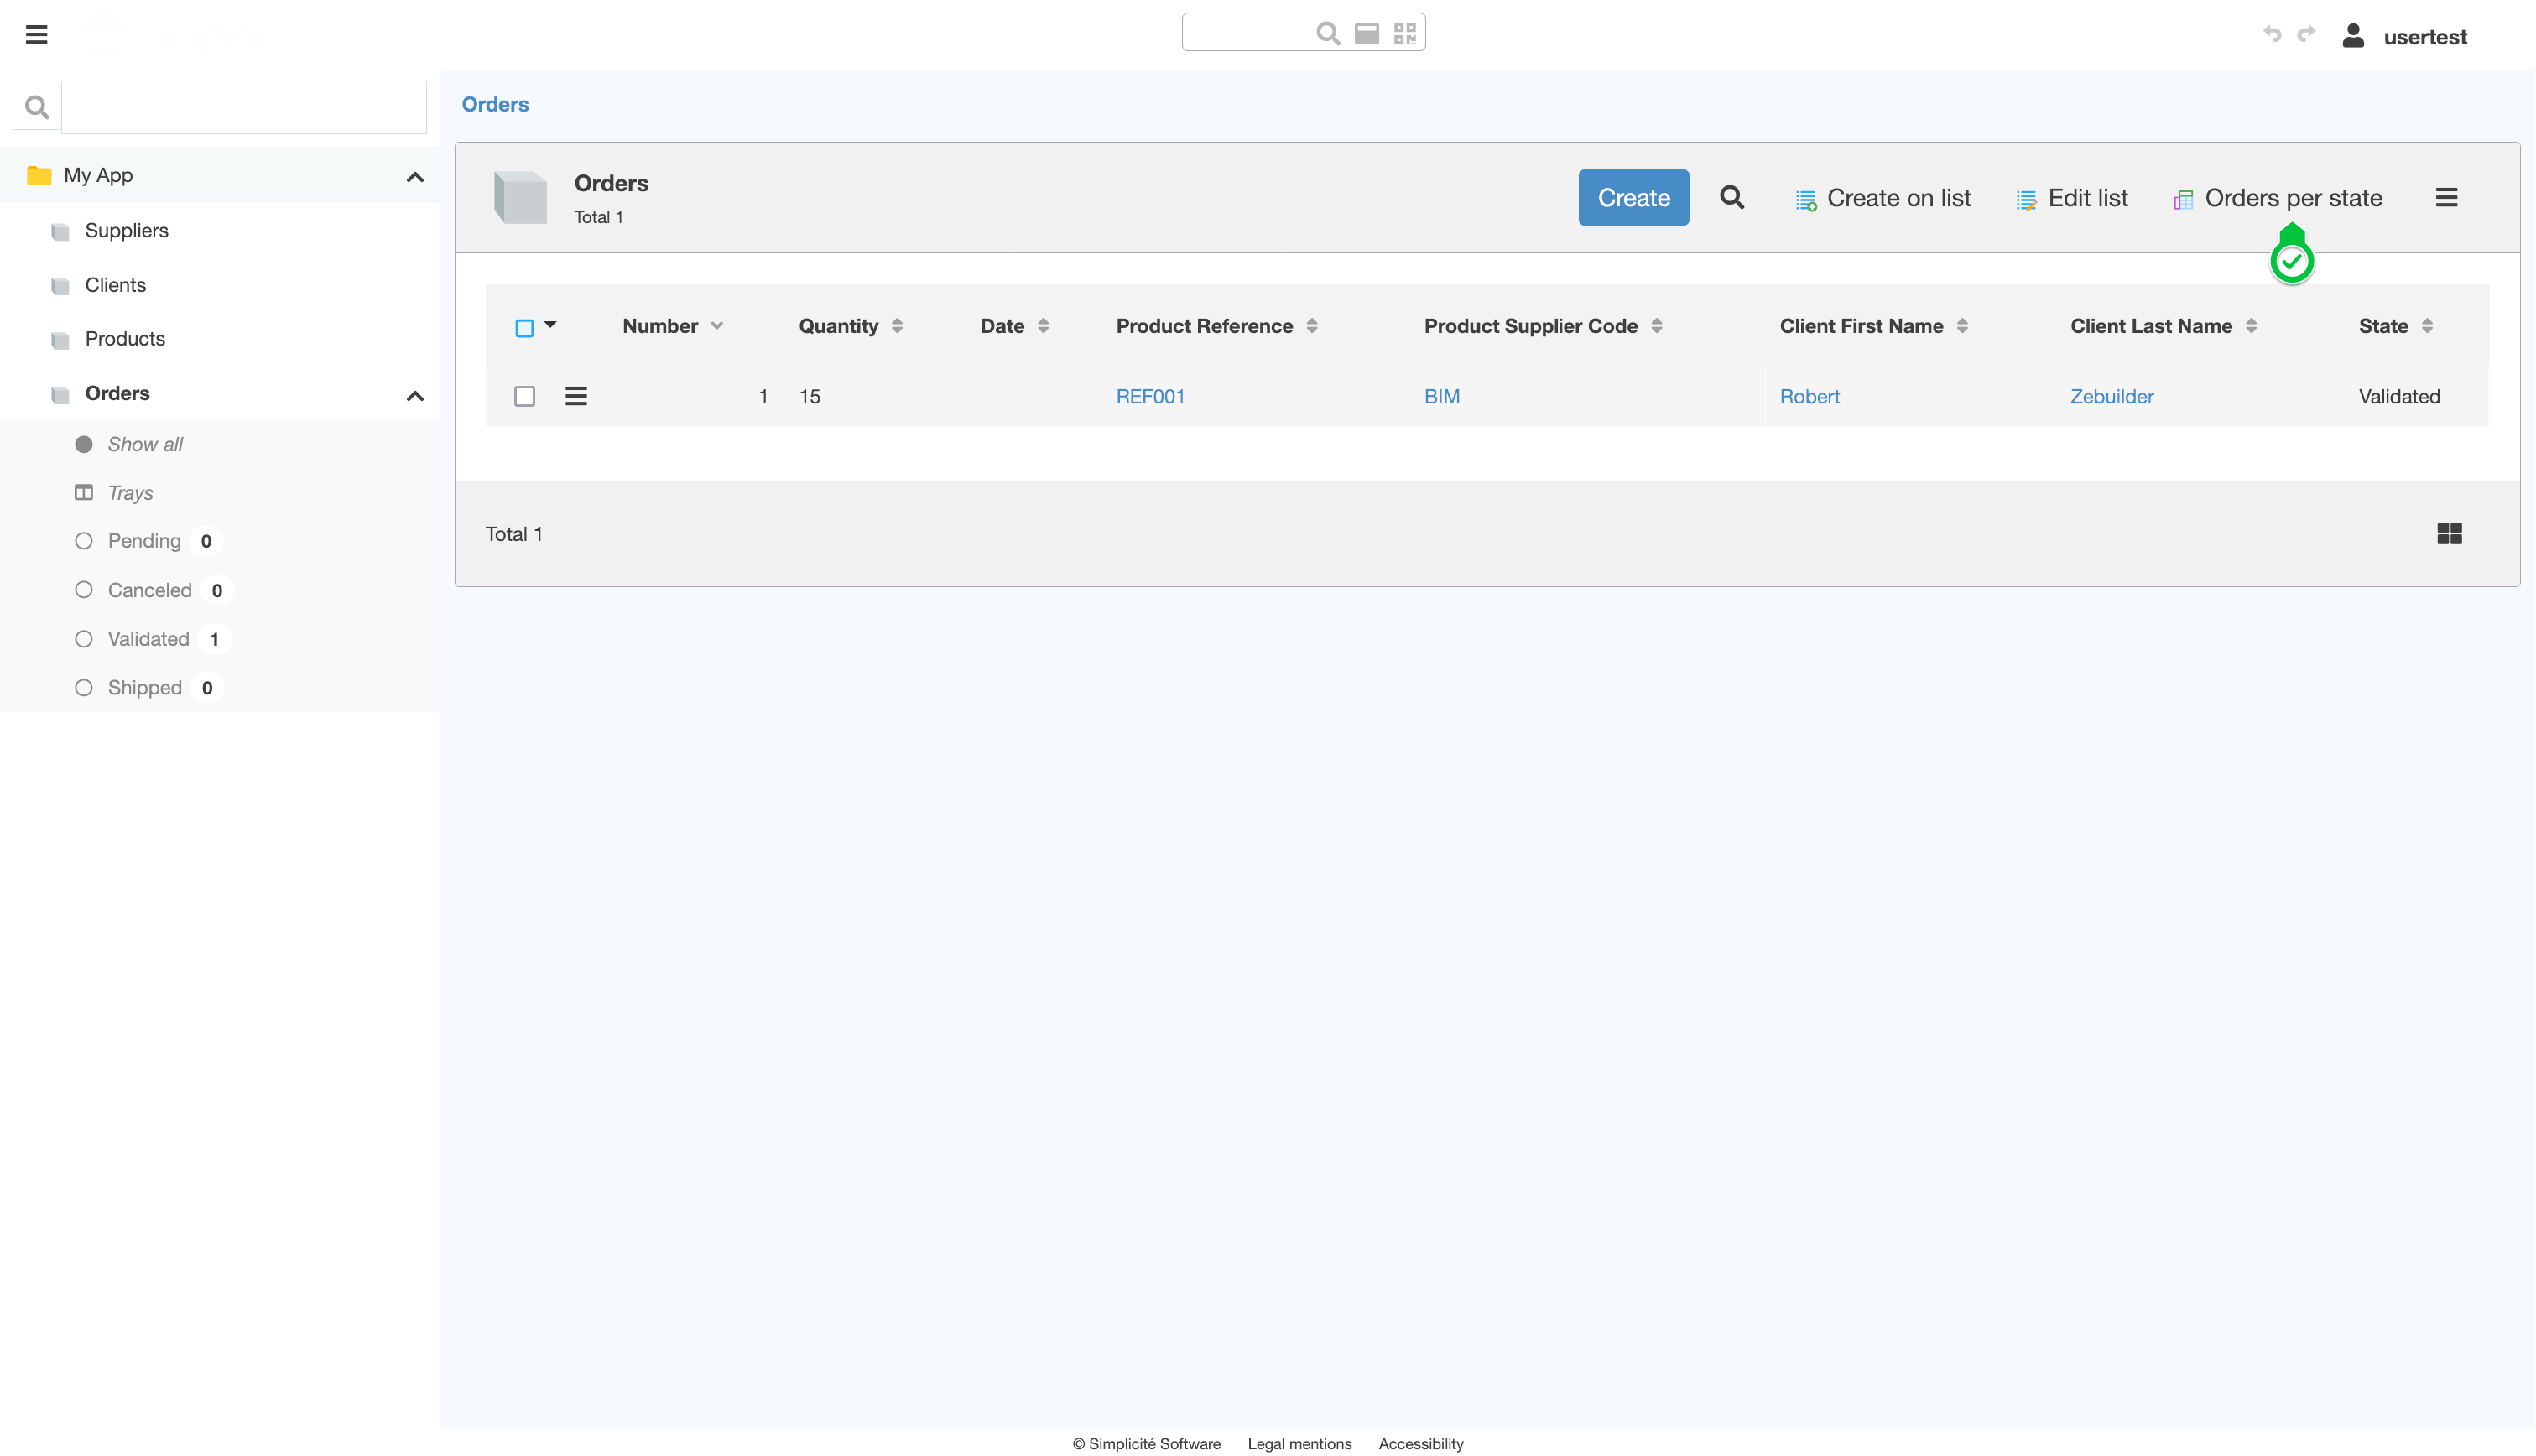 usertest
My App
Suppliers
Clients
Products
Orders
Show all
Trays
Pending 0
Canceled 0
Validated 1
Shipped 0
Orders
Orders
Total 1
Create
Create on list
Edit list
Orders per state
Number Quantity Date Product Reference Product Supplier Code Client First Name Client Last Name State
1 15 REF001 BIM Robert Zebuilder Validated
Total 1
© Simplicité Software Legal mentions Accessibility